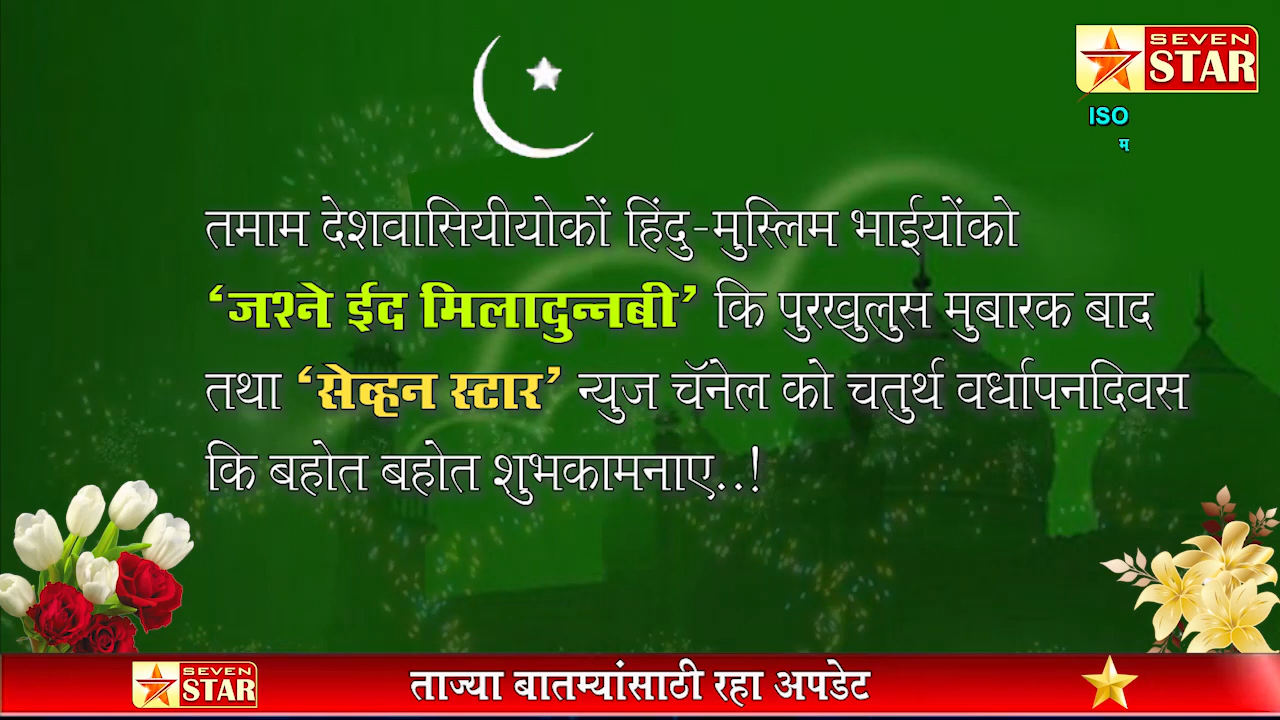 SEVEN
STAR
ISO
म
तमाम देशवासियीयोकों हिंदु-मुस्लिम भाईयोंको
‘जश्ने ईद मिलादुन्नबी’ कि पुरखुलुस मुबारक बाद
तथा ‘सेव्हन स्टार’ न्युज चॅनेल को चतुर्थ वर्धापनदिवस
कि बहोत बहोत शुभकामनाए..!
SEVEN
STAR
ताज्या बातम्यांसाठी रहा अपडेट